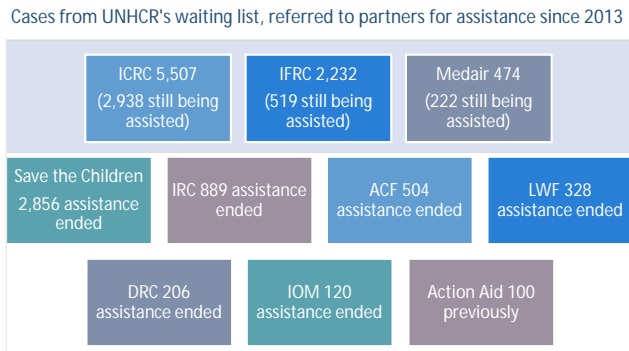 Cases from UNHCR's waiting list, referred to partners for assistance since 2013
ICRC 5,507
(2,938 still being
assisted)
IFRC 2,232
(519 still being
assisted)
Medair 474
(222 still being
assisted)
Save the Children
2,856 assistance
ended
IRC 889 assistance
ended
ACF 504
assistance ended
LWF 328
assistance ended
DRC 206
assistance ended
IOM 120
assistance ended
Action Aid 100
previously